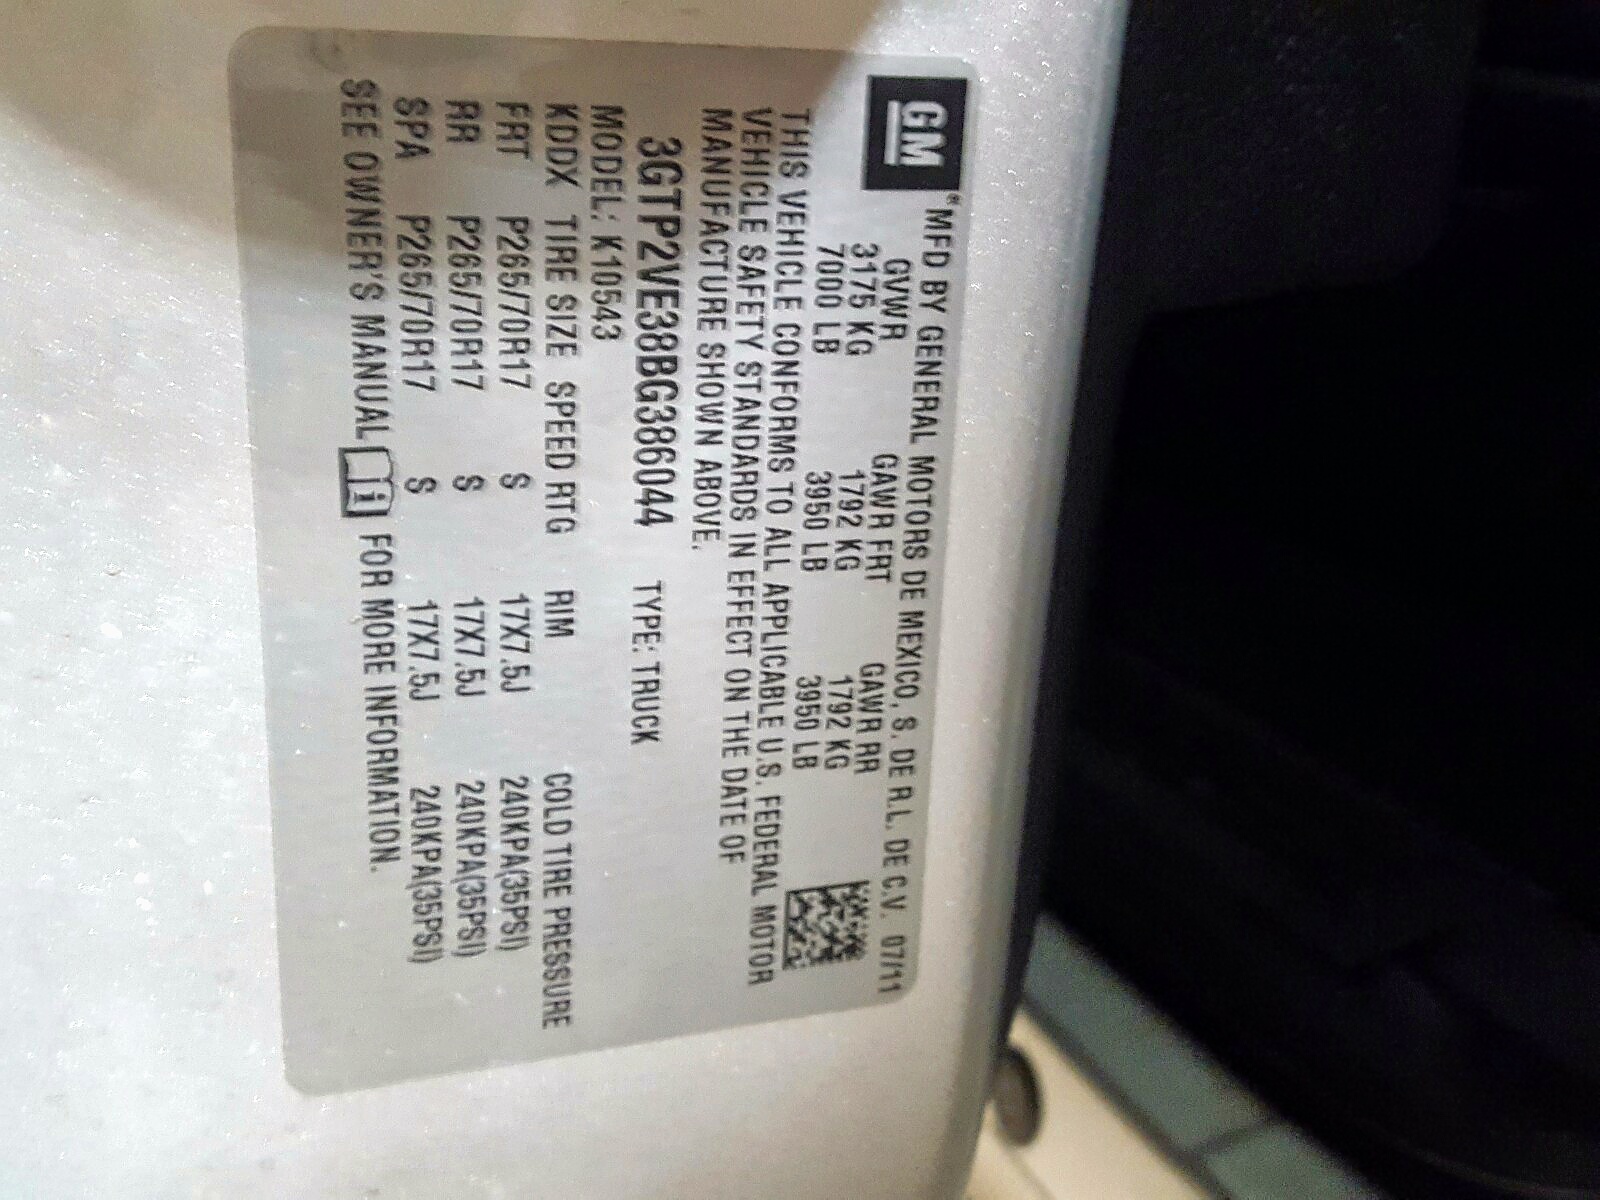 GM
® MFD BY GENERAL MOTORS DE MEXICO, S. DE R.L. DE C.V. 07/11
GVWR GAWR FRT GAWR RR
3175 KG 1792 KG 1792 KG
7000 LB 3950 LB 3950 LB
THIS VEHICLE CONFORMS TO ALL APPLICABLE U.S. FEDERAL MOTOR
VEHICLE SAFETY STANDARDS IN EFFECT ON THE DATE OF
MANUFACTURE SHOWN ABOVE.
3GTP2VE38BG386044 TYPE: TRUCK
MODEL: K10543
KDDX TIRE SIZE SPEED RTG RIM COLD TIRE PRESSURE
FRT P265/70R17 S 17X7.5J 240KPA(35PSI)
RR P265/70R17 S 17X7.5J 240KPA(35PSI)
SPA P265/70R17 S 17X7.5J 240KPA(35PSI)
SEE OWNER'S MANUAL i FOR MORE INFORMATION.